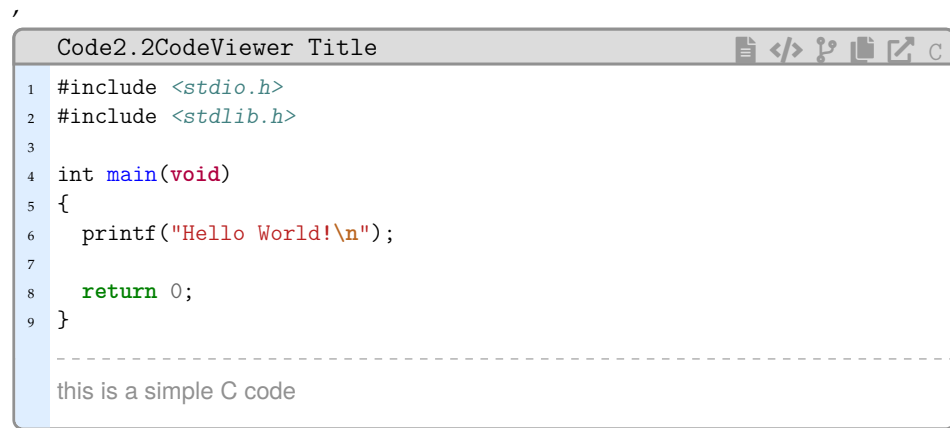 ,
Code2.2CodeViewer Title C
1 #include <stdio.h>
2 #include <stdlib.h>
3
4 int main(void)
5 {
6   printf("Hello World!\n");
7
8   return 0;
9 }
this is a simple C code